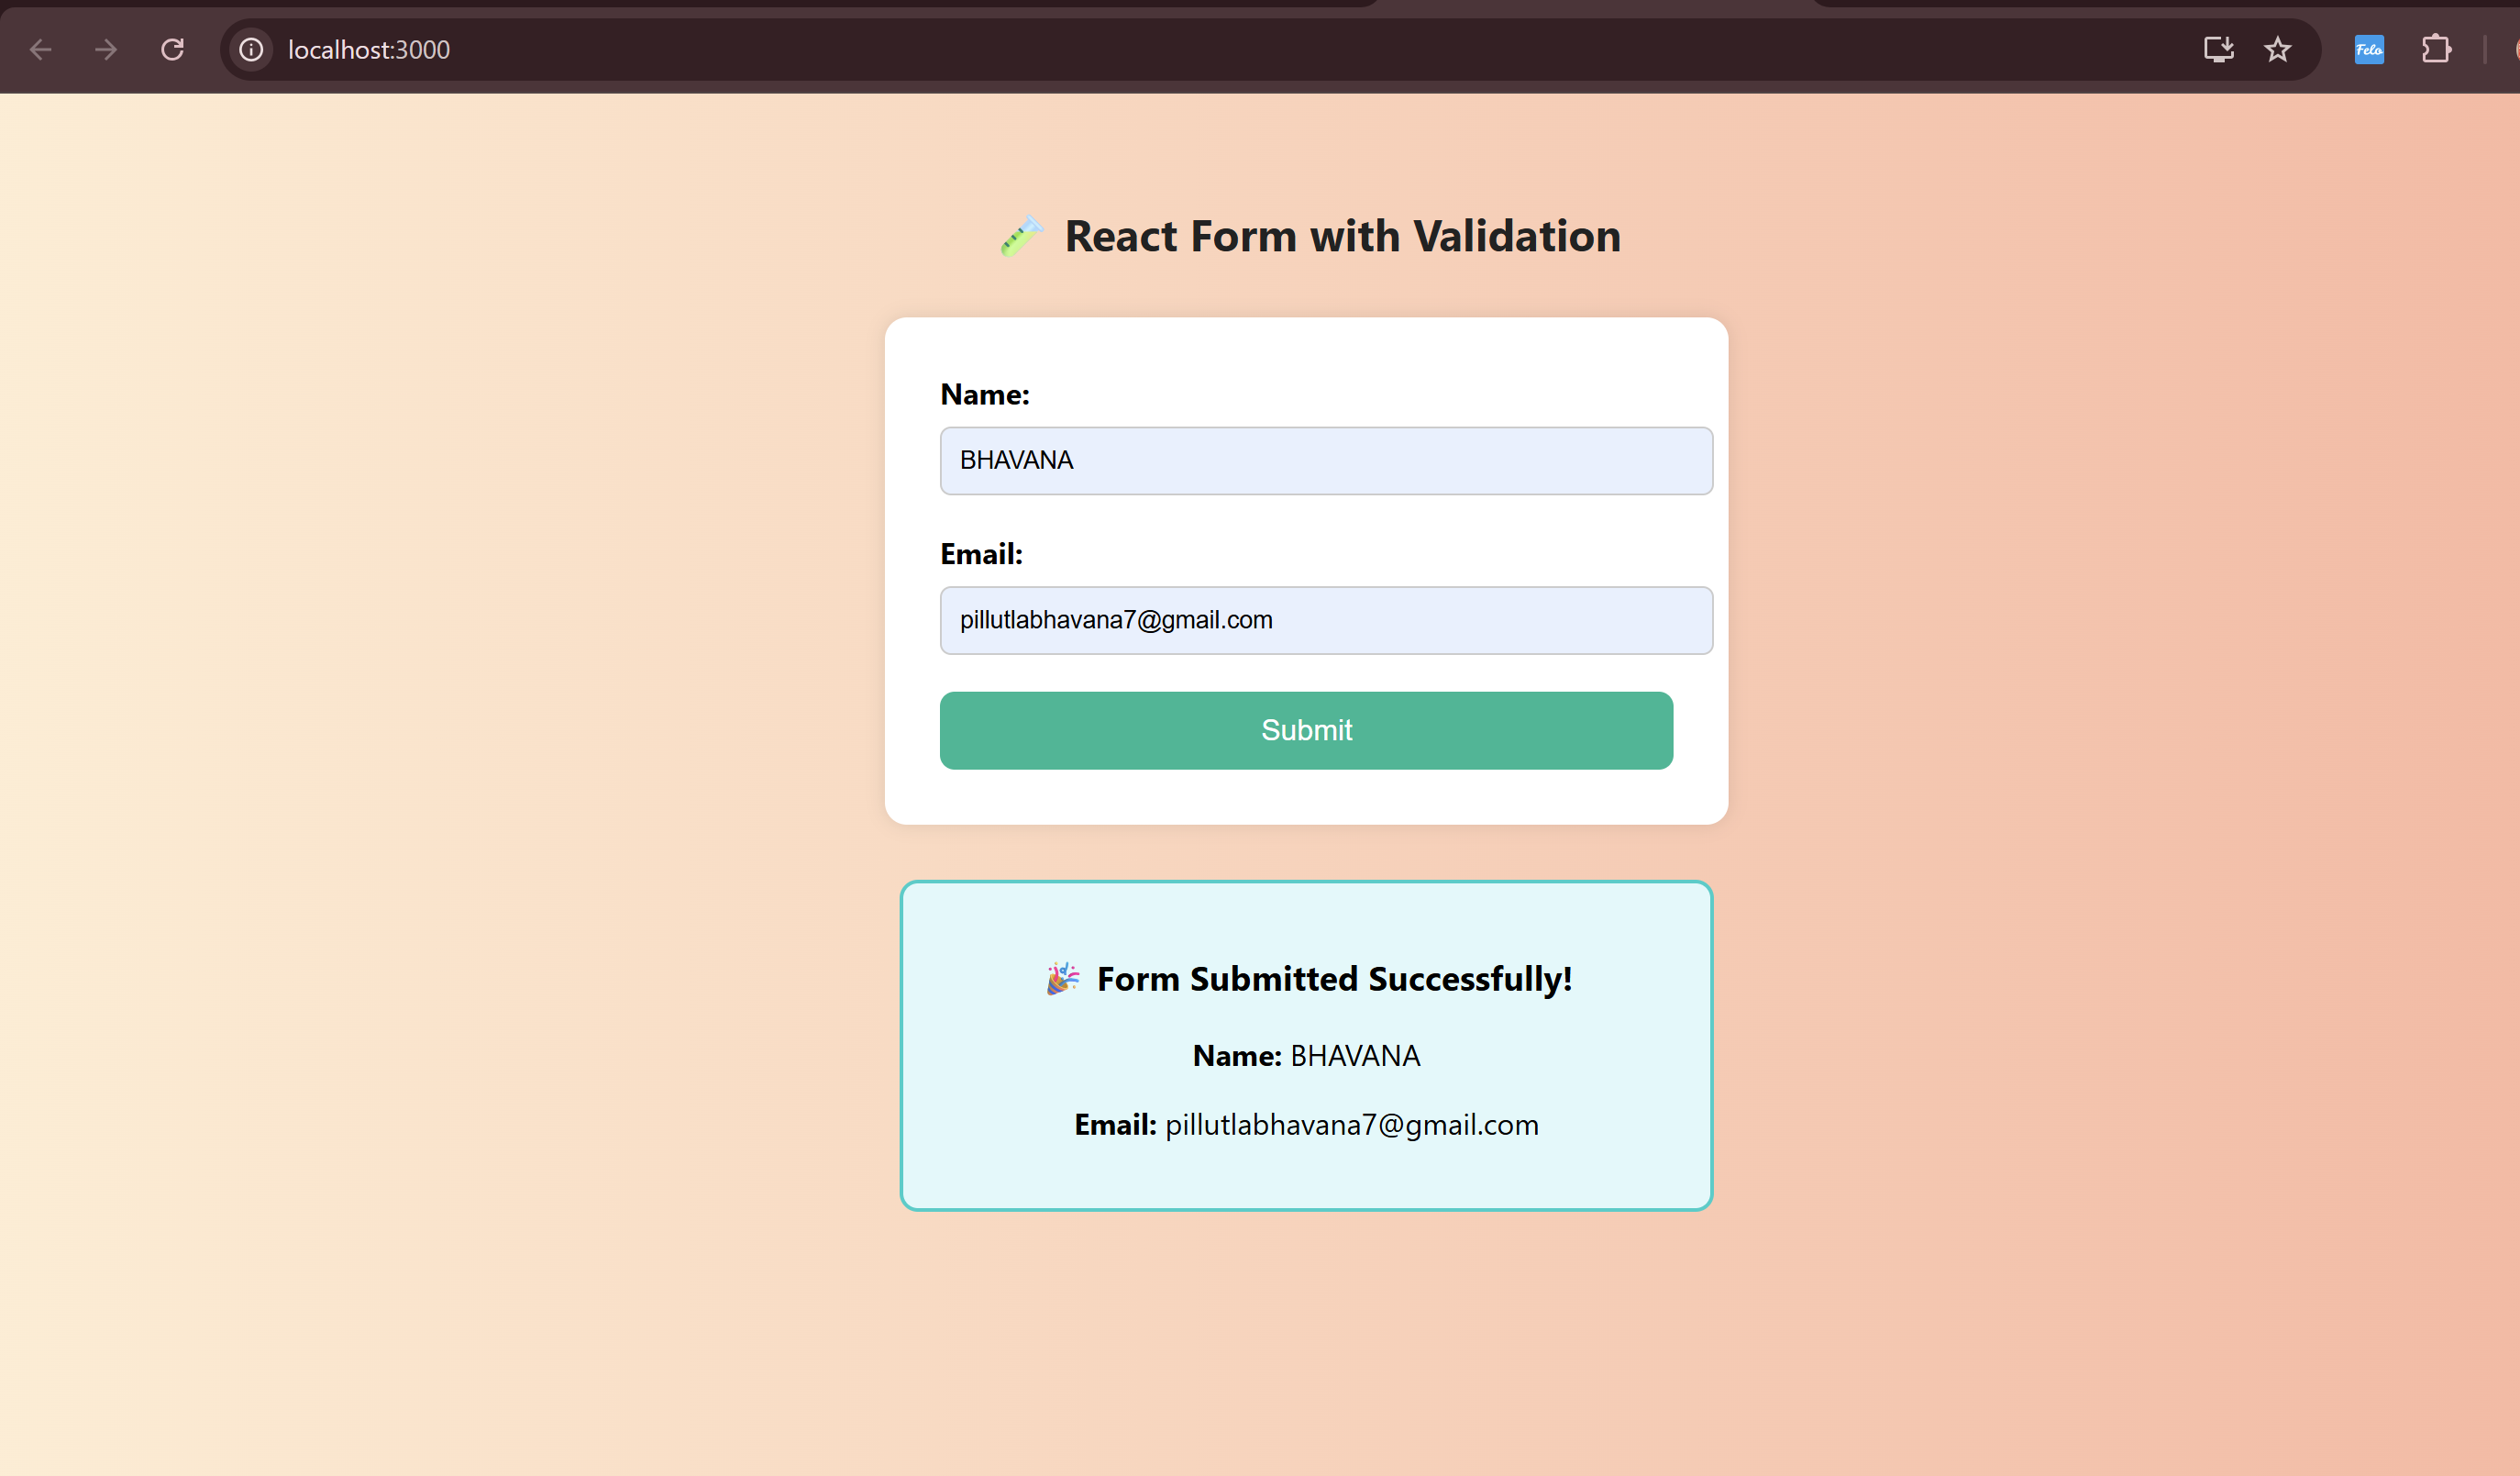 localhost:3000
Felo
React Form with Validation
Name:
BHAVANA
Email:
pillutlabhavana7@gmail.com
Submit
Form Submitted Successfully!
Name: BHAVANA
Email: pillutlabhavana7@gmail.com